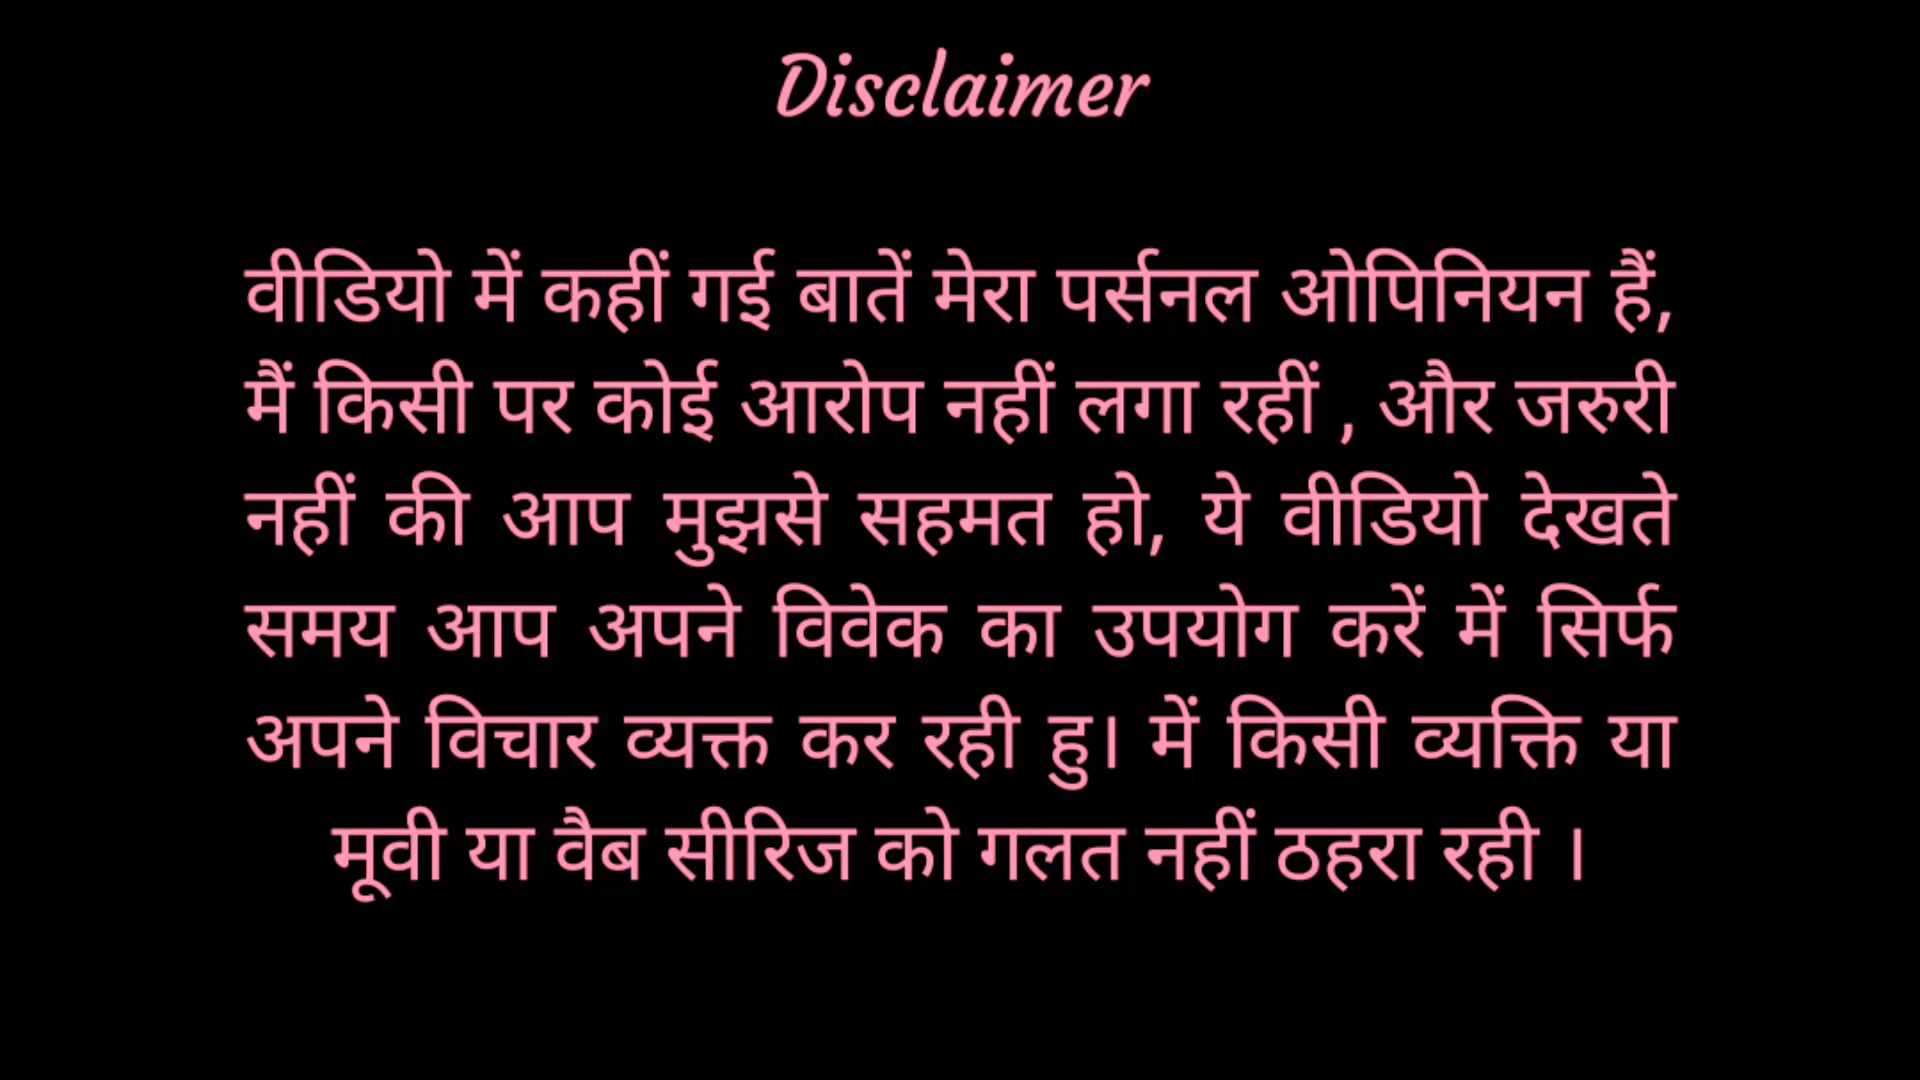 Disclaimer
वीडियो में कहीं गई बातें मेरा पर्सनल ओपिनियन हैं,
मैं किसी पर कोई आरोप नहीं लगा रहीं , और जरुरी
नहीं की आप मुझसे सहमत हो, ये वीडियो देखते
समय आप अपने विवेक का उपयोग करें में सिर्फ
अपने विचार व्यक्त कर रही हु। में किसी व्यक्ति या
मूवी या वैब सीरिज को गलत नहीं ठहरा रही ।